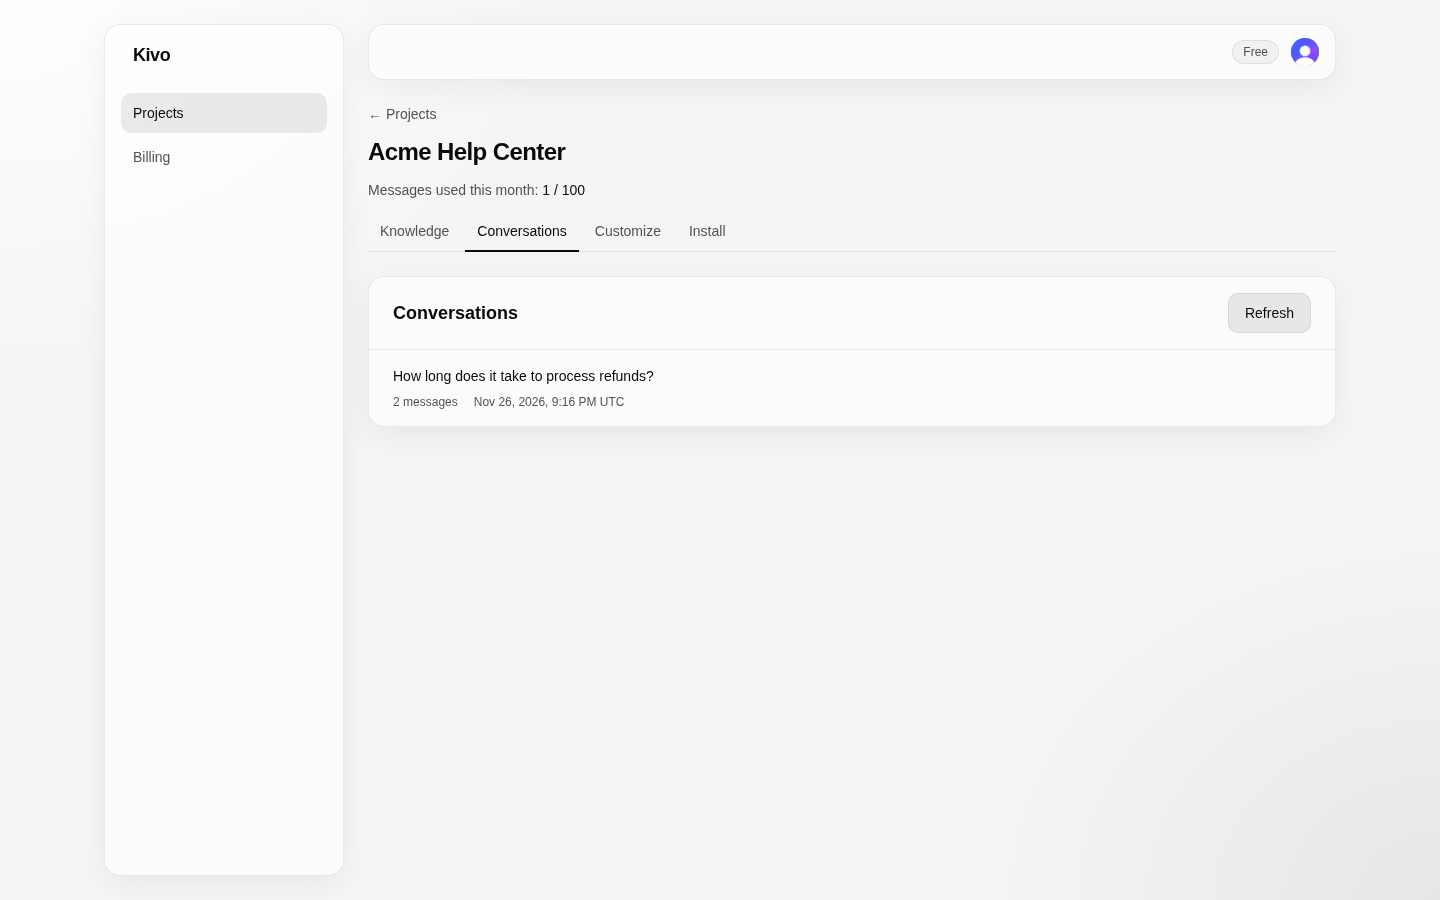 Kivo
Projects
Billing
Free
← Projects
Acme Help Center
Messages used this month: 1 / 100
Knowledge Conversations Customize Install
Conversations
Refresh
How long does it take to process refunds?
2 messages Nov 26, 2026, 9:16 PM UTC